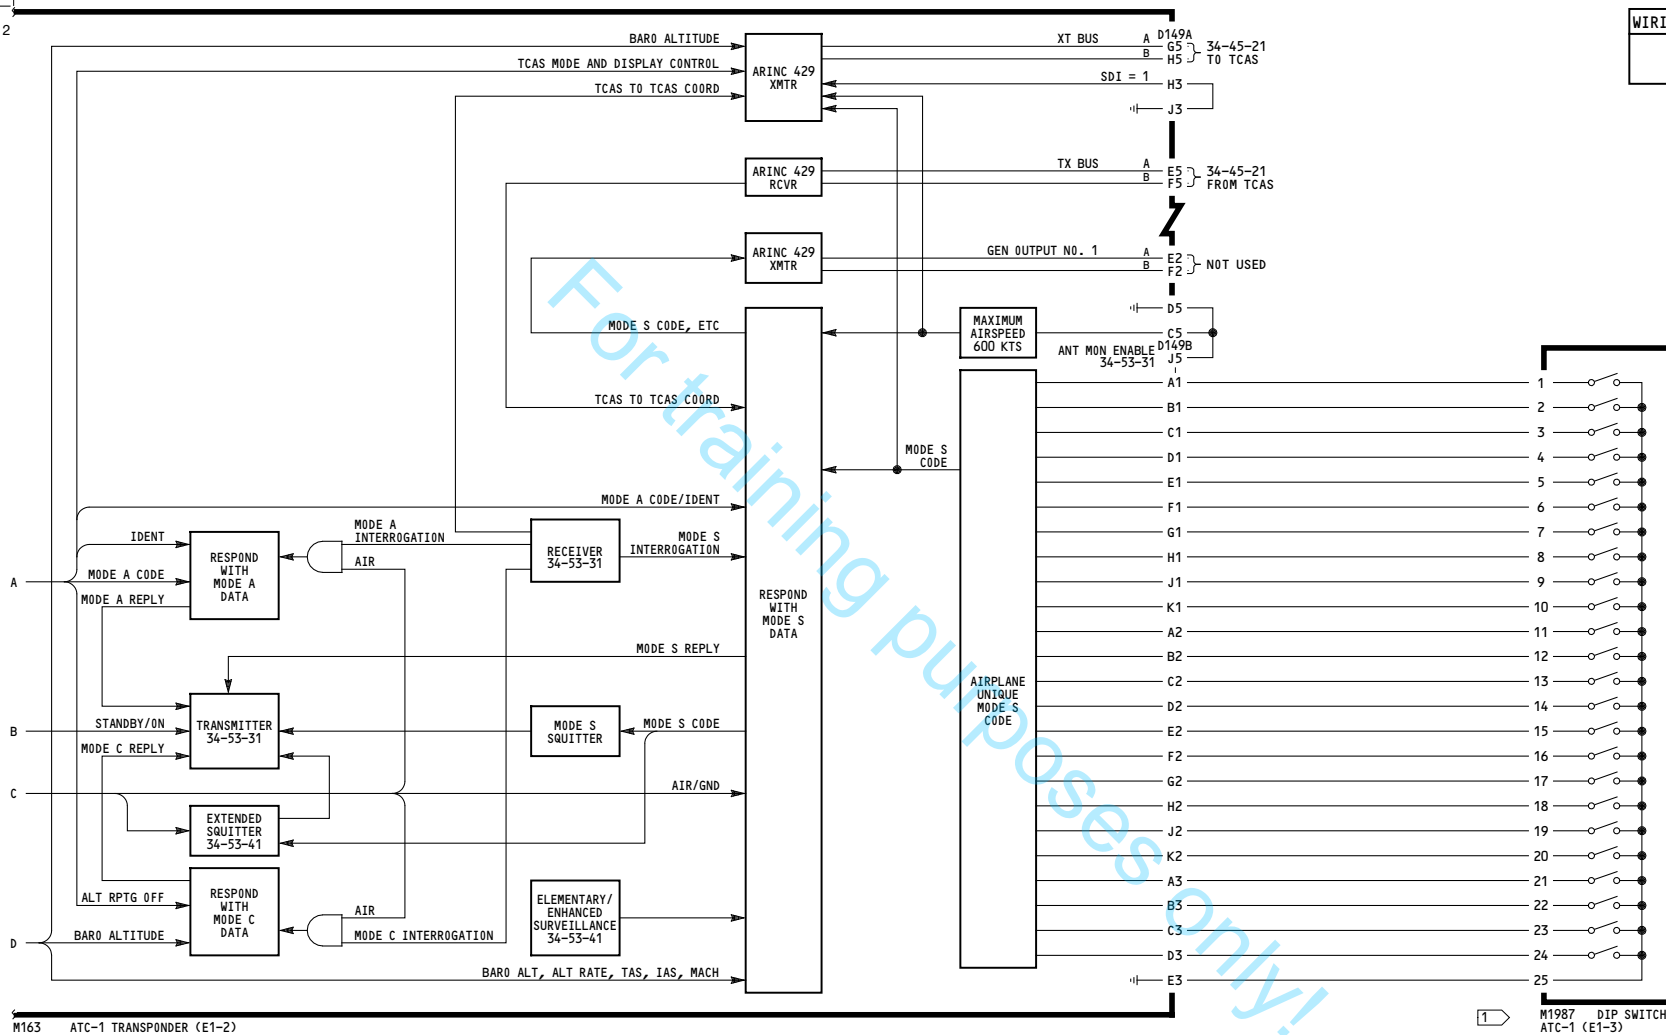 2
WIRI
BARO ALTITUDE
TCAS MODE AND DISPLAY CONTROL
TCAS TO TCAS COORD
ARINC 429
XMTR
XT BUS
A
B
D149A
G5
H5
34-45-21
TO TCAS
SDI = 1
H3
J3
ARINC 429
RCVR
TX BUS
A
B
E5
F5
34-45-21
FROM TCAS
ARINC 429
XMTR
GEN OUTPUT NO. 1
A
B
E2
F2
NOT USED
MODE S CODE, ETC
TCAS TO TCAS COORD
MAXIMUM
AIRSPEED
600 KTS
D5
C5
ANT MON ENABLE
34-53-31
D149B
J5
MODE S
CODE
MODE A CODE/IDENT
IDENT
A
MODE A CODE
MODE A REPLY
RESPOND
WITH
MODE A
DATA
MODE A
INTERROGATION
AIR
RECEIVER
34-53-31
MODE S
INTERROGATION
RESPOND
WITH
MODE S
DATA
MODE S REPLY
B
STANDBY/ON
MODE C REPLY
TRANSMITTER
34-53-31
MODE S
SQUITTER
MODE S CODE
C
AIR/GND
EXTENDED
SQUITTER
34-53-41
ALT RPTG OFF
D
BARO ALTITUDE
RESPOND
WITH
MODE C
DATA
AIR
MODE C INTERROGATION
ELEMENTARY/
ENHANCED
SURVEILLANCE
34-53-41
BARO ALT, ALT RATE, TAS, IAS, MACH
AIRPLANE
UNIQUE
MODE S
CODE
A1 1
B1 2
C1 3
D1 4
E1 5
F1 6
G1 7
H1 8
J1 9
K1 10
A2 11
B2 12
C2 13
D2 14
E2 15
F2 16
G2 17
H2 18
J2 19
K2 20
A3 21
B3 22
C3 23
D3 24
E3 25
M163 ATC-1 TRANSPONDER (E1-2)
1
M1987 DIP SWITCH
ATC-1 (E1-3)
For training purposes only!